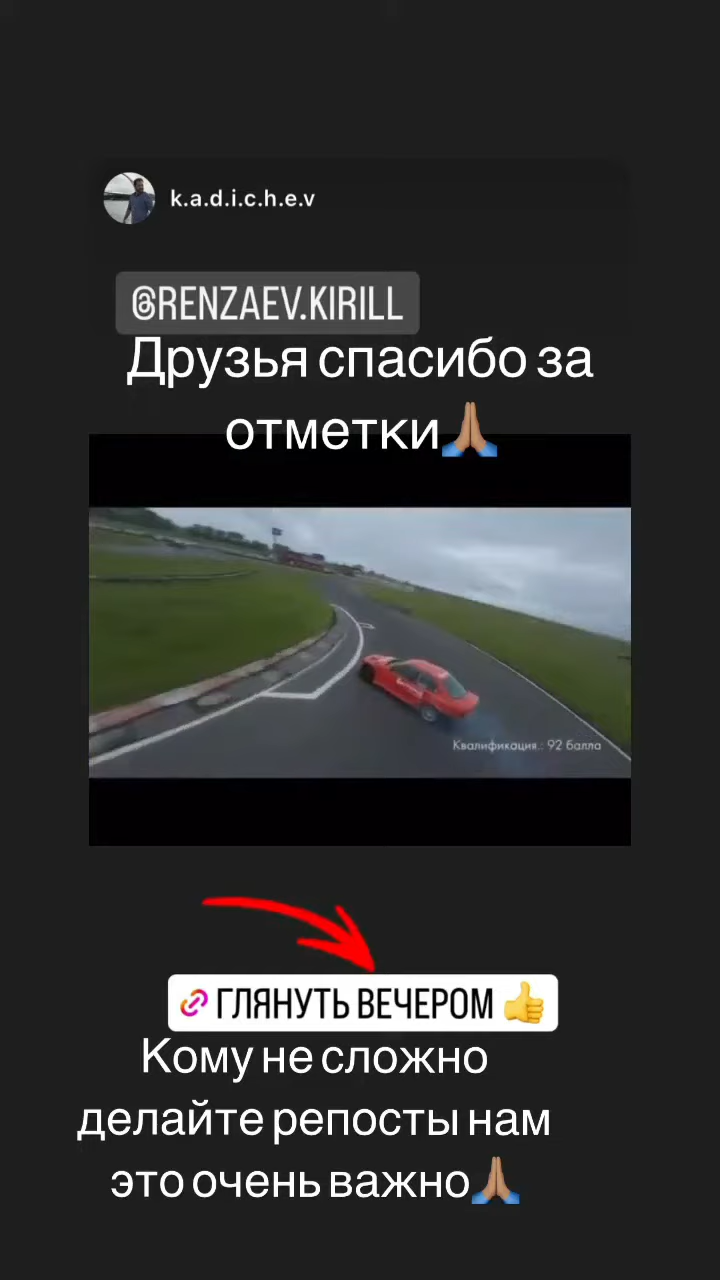 k.a.d.i.c.h.e.v
@RENZAEV.KIRILL
Друзья спасибо за
отметки🙏🏽
Квалификация.: 92 балла
ГЛЯНУТЬ ВЕЧЕРОМ 👍
Кому не сложно
делайте репосты нам
это очень важно🙏🏽